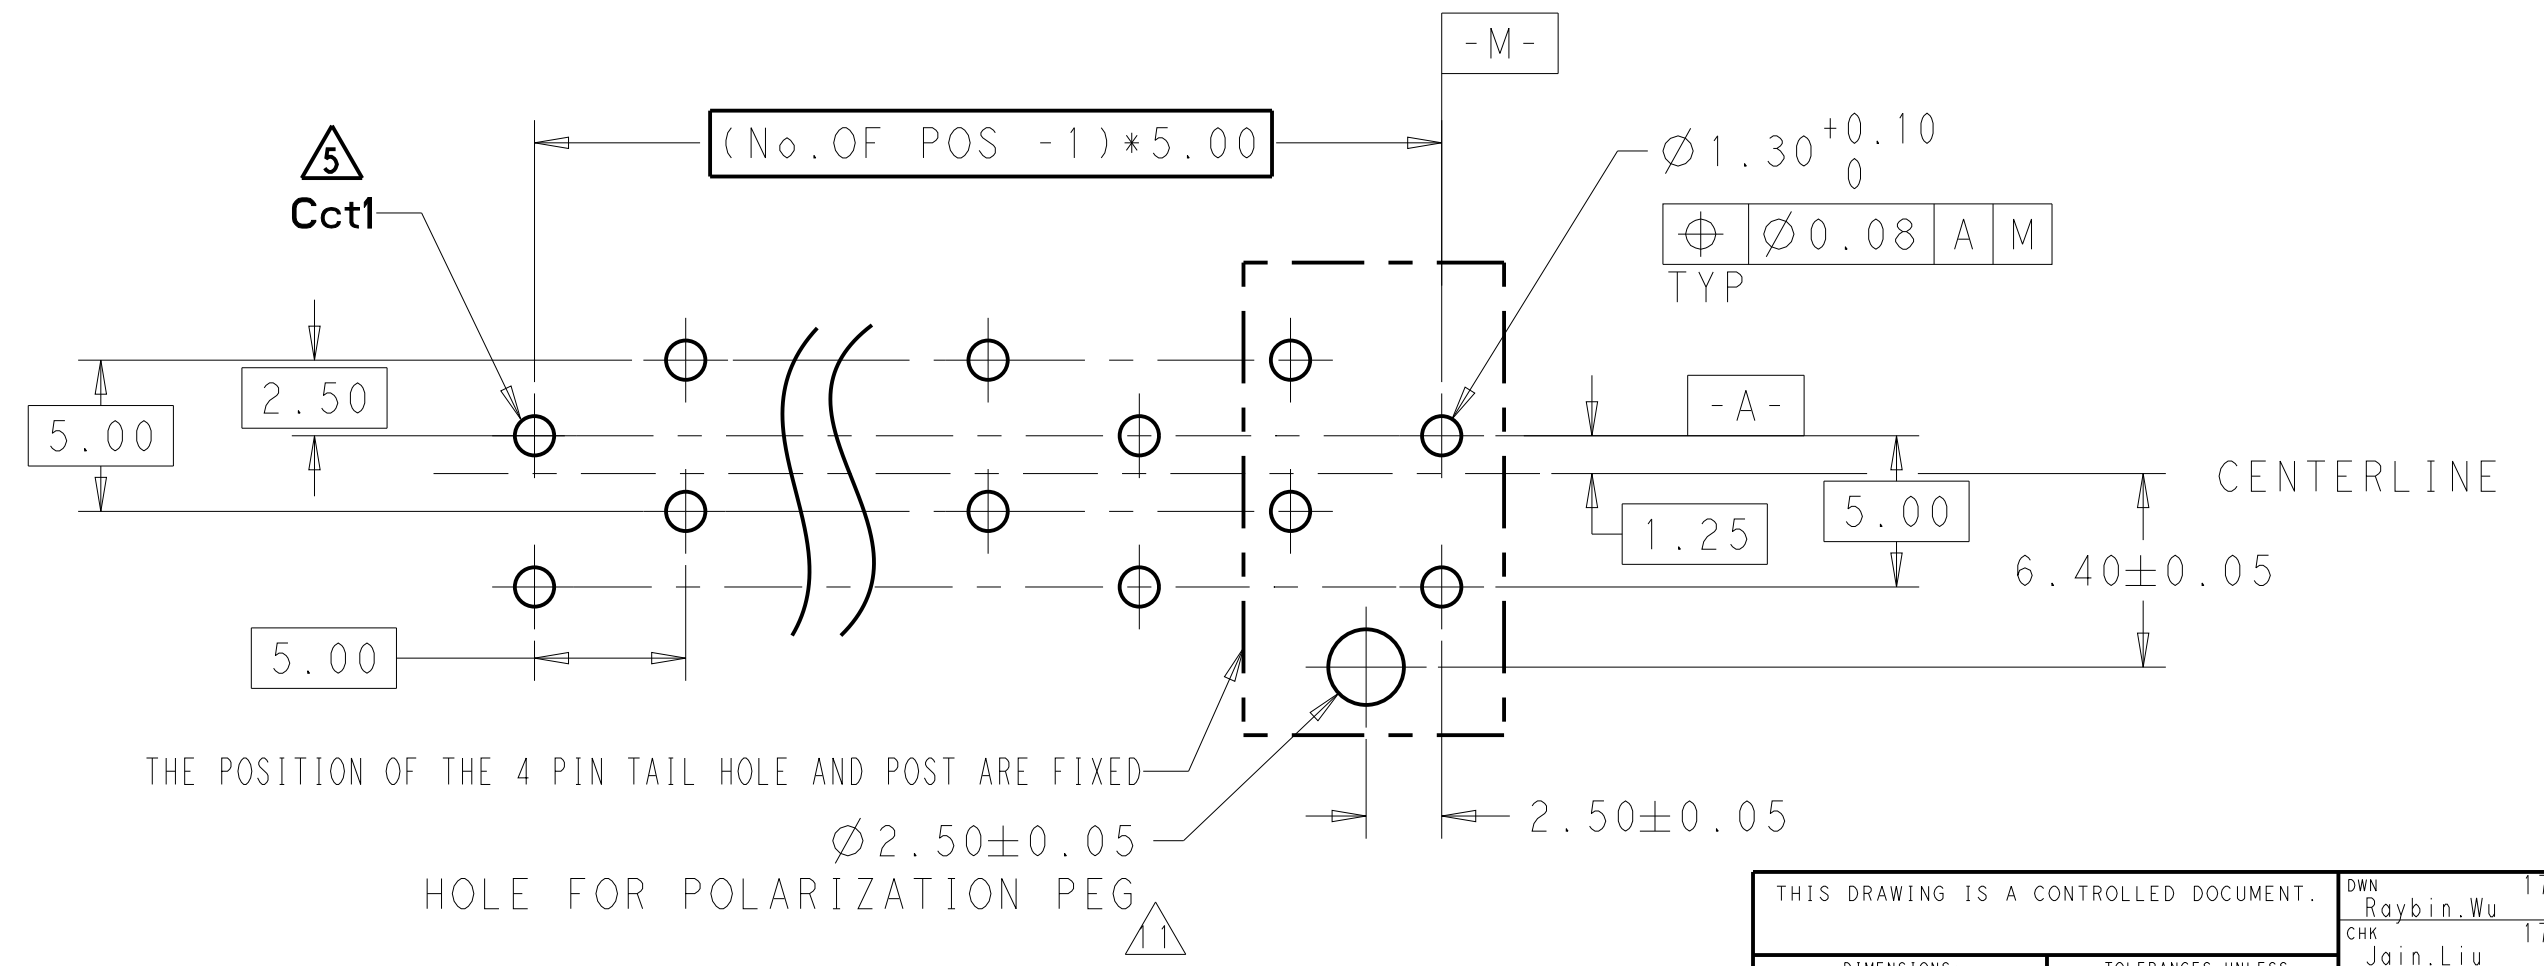 -M-
(No.OF POS -1)*5.00
5
Cct1
Ø1.30 +0.10
0
⌖ Ø0.08 A M
TYP
2.50
5.00
-A-
CENTERLINE
1.25
5.00
6.40±0.05
5.00
THE POSITION OF THE 4 PIN TAIL HOLE AND POST ARE FIXED
2.50±0.05
Ø2.50±0.05
HOLE FOR POLARIZATION PEG
11
THIS DRAWING IS A CONTROLLED DOCUMENT.
DWN
Raybin.Wu
CHK
Jain.Liu
DIMENSIONS
TOLERANCES UNLESS